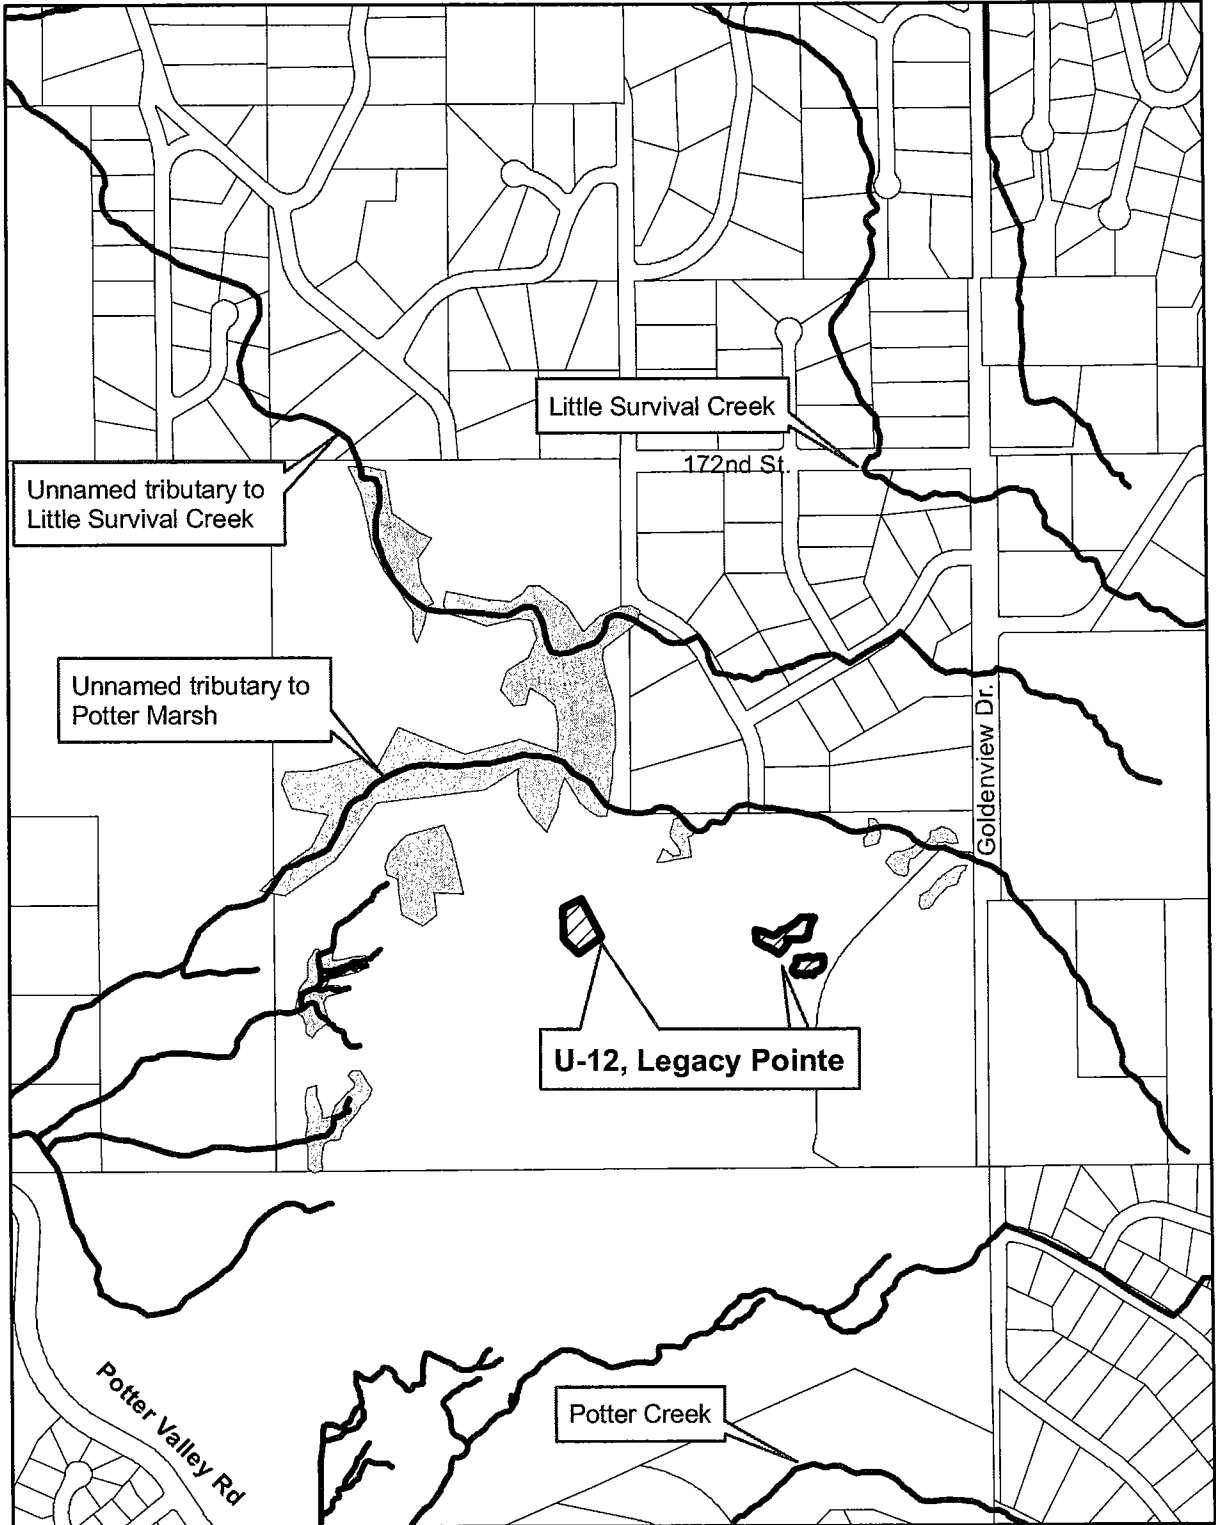 Little Survival Creek
172nd St.
Unnamed tributary to
Little Survival Creek
Unnamed tributary to
Potter Marsh
Goldenview Dr.
U-12, Legacy Pointe
Potter Valley Rd
Potter Creek